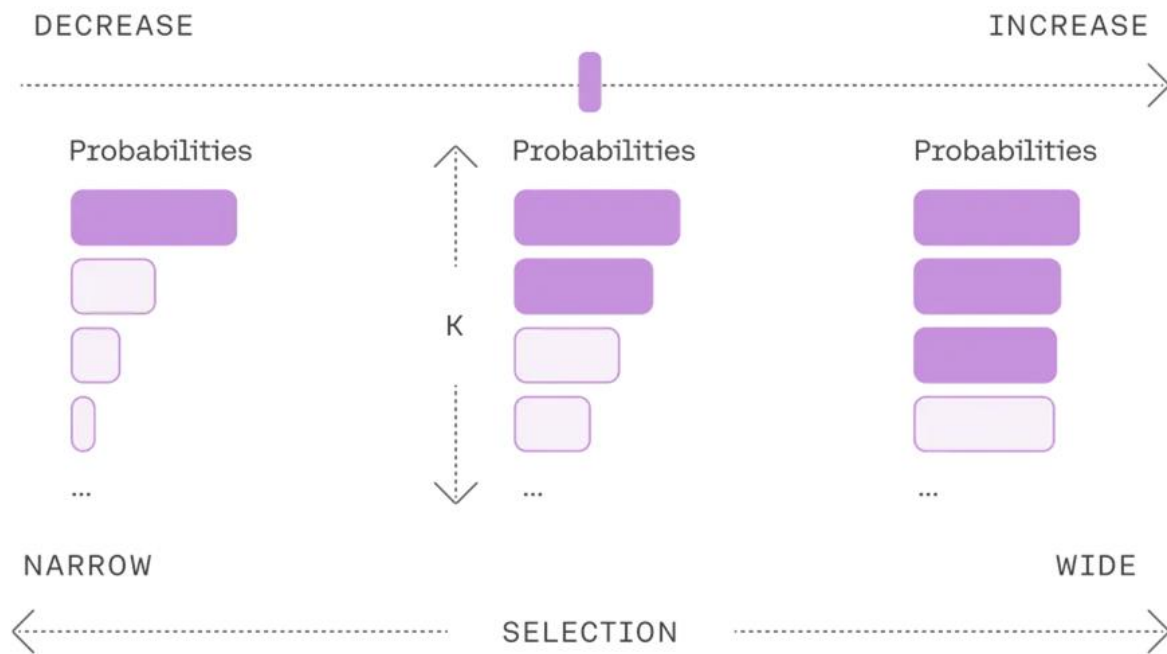 DECREASE
INCREASE
Probabilities
Probabilities
Probabilities
K
...
...
...
NARROW
WIDE
SELECTION